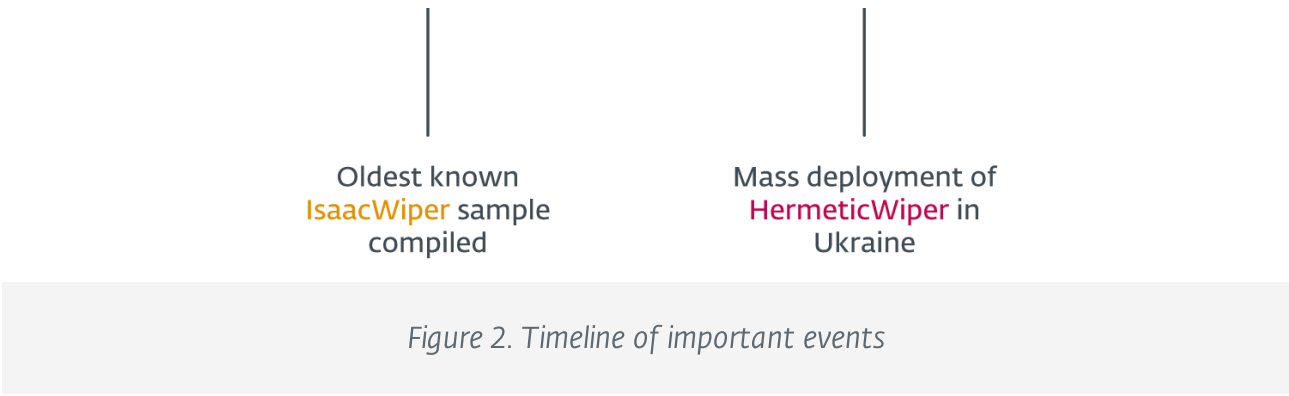 Oldest known
IsaacWiper sample
compiled
Mass deployment of
HermeticWiper in
Ukraine
Figure 2. Timeline of important events